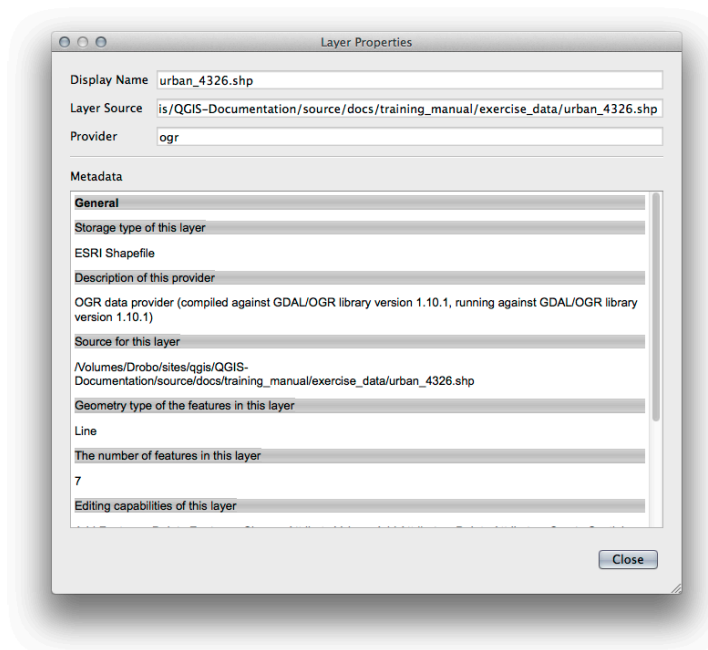 Layer Properties
Display Name urban_4326.shp
Layer Source is/QGIS-Documentation/source/docs/training_manual/exercise_data/urban_4326.shp
Provider ogr
Metadata
General
Storage type of this layer
ESRI Shapefile
Description of this provider
OGR data provider (compiled against GDAL/OGR library version 1.10.1, running against GDAL/OGR library
version 1.10.1)
Source for this layer
/Volumes/Drobo/sites/qgis/QGIS-
Documentation/source/docs/training_manual/exercise_data/urban_4326.shp
Geometry type of the features in this layer
Line
The number of features in this layer
7
Editing capabilities of this layer
Close